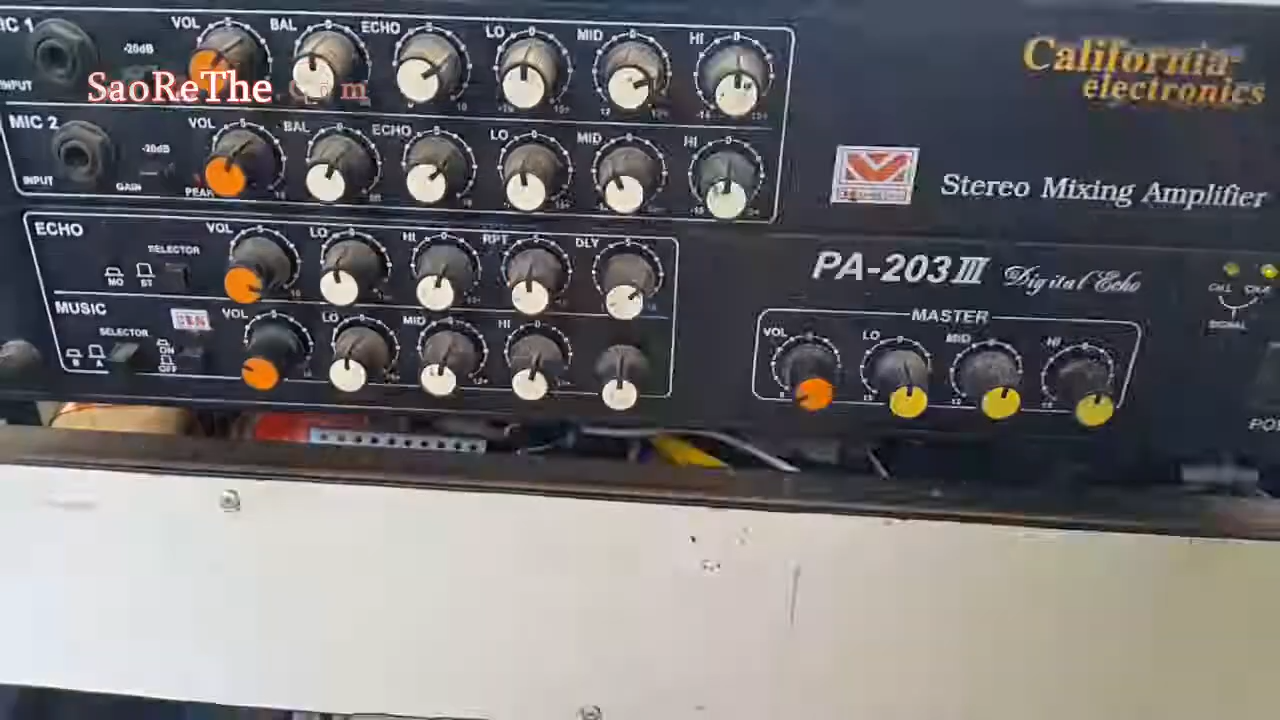 MIC 1
INPUT
-20dB
VOL BAL ECHO LO MID HI
SaoReThe
MIC 2
INPUT
-20dB
GAIN
PEAK
VOL BAL ECHO LO MID HI
California
electronics
Stereo Mixing Amplifier
ECHO
SELECTOR
MO ST
VOL LO HI RPT DLY
MUSIC
SELECTOR
B A
ON
OFF
VOL LO MID HI
PA-203III Digital Echo
MASTER
VOL LO MID HI
SIGNAL